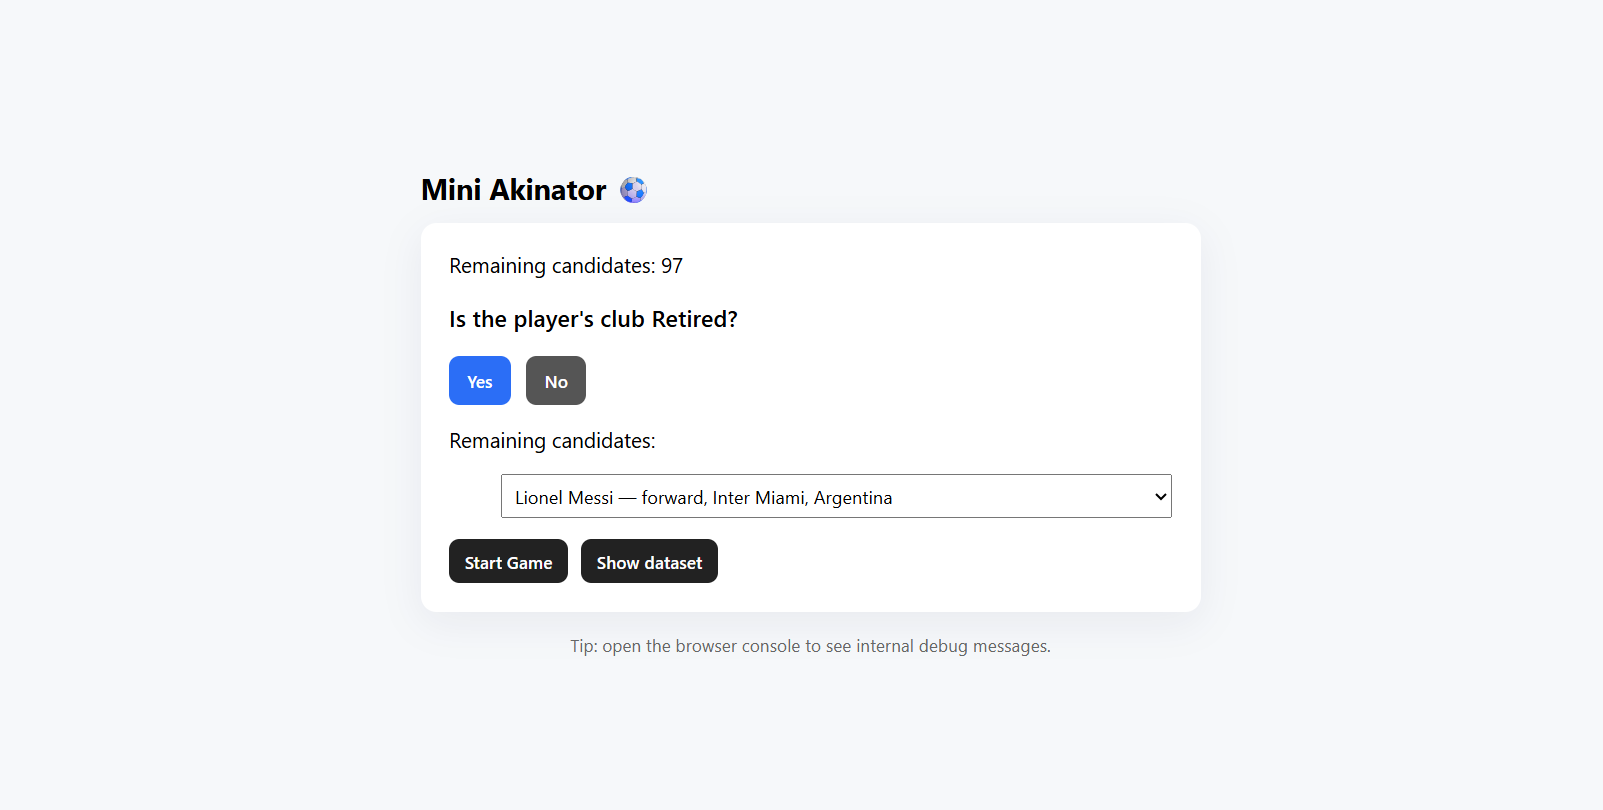 Mini Akinator ⚽
Remaining candidates: 97
Is the player's club Retired?
Yes No
Remaining candidates:
Lionel Messi — forward, Inter Miami, Argentina
Start Game Show dataset
Tip: open the browser console to see internal debug messages.